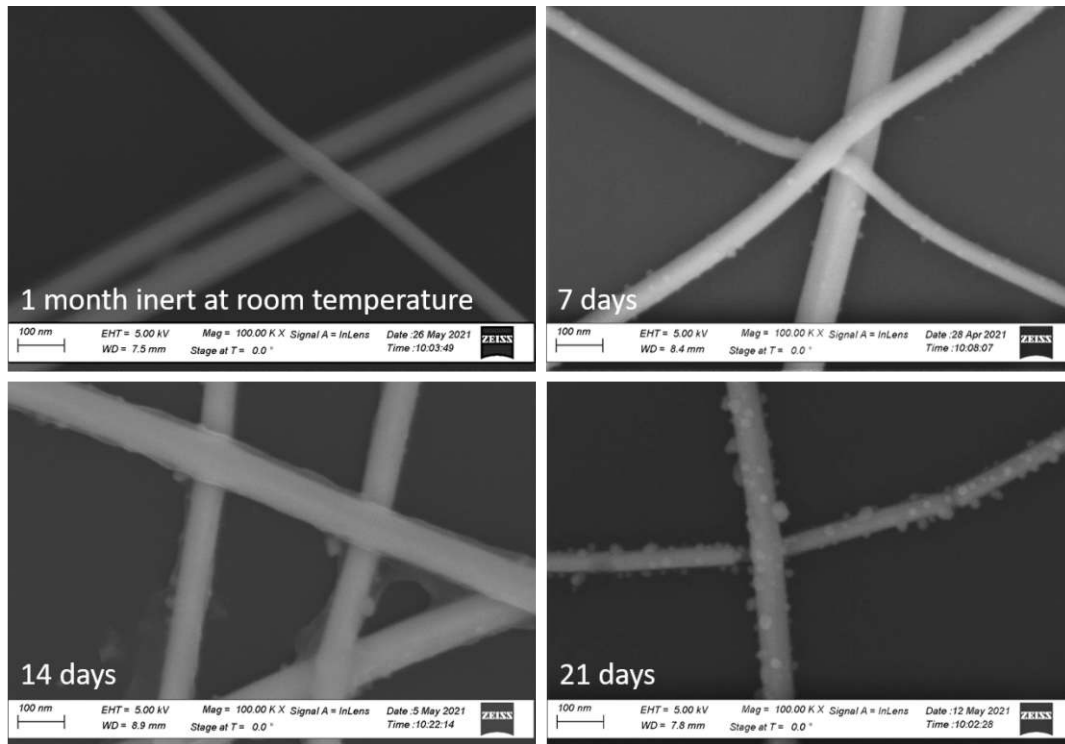 1 month inert at room temperature
100 nm EHT = 5.00 kV Mag = 100.00 K X Signal A = InLens Date :26 May 2021
WD = 7.5 mm Stage at T = 0.0 ° Time :10:03:49
ZEISS
7 days
100 nm EHT = 5.00 kV Mag = 100.00 K X Signal A = InLens Date :28 Apr 2021
WD = 8.4 mm Stage at T = 0.0 ° Time :10:08:07
ZEISS
14 days
100 nm EHT = 5.00 kV Mag = 100.00 K X Signal A = InLens Date :5 May 2021
WD = 8.9 mm Stage at T = 0.0 ° Time :10:22:14
ZEISS
21 days
100 nm EHT = 5.00 kV Mag = 100.00 K X Signal A = InLens Date :12 May 2021
WD = 7.8 mm Stage at T = 0.0 ° Time :10:02:28
ZEISS